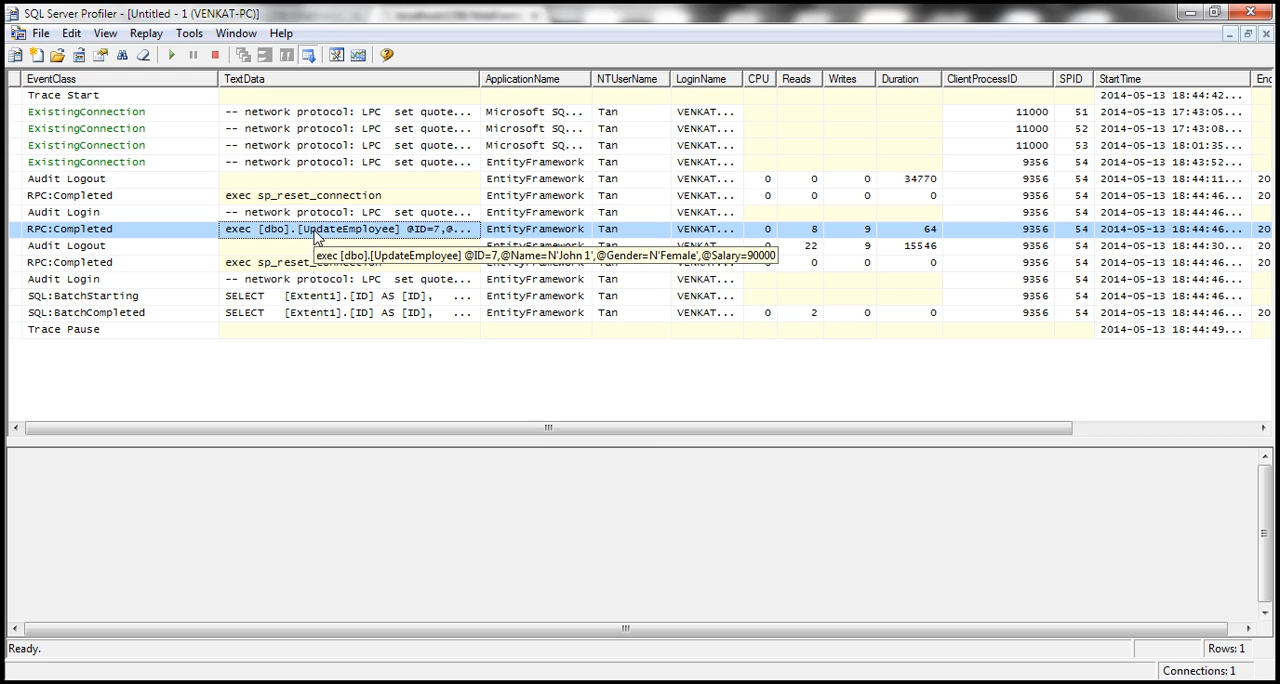 SQL Server Profiler - [Untitled - 1 (VENKAT-PC)]
File Edit View Replay Tools Window Help
EventClass TextData ApplicationName NTUserName LoginName CPU Reads Writes Duration ClientProcessID SPID StartTime
Trace Start 2014-05-13 18:44:42...
ExistingConnection -- network protocol: LPC set quote... Microsoft SQ... Tan VENKAT... 11000 51 2014-05-13 17:43:05...
ExistingConnection -- network protocol: LPC set quote... Microsoft SQ... Tan VENKAT... 11000 52 2014-05-13 17:43:08...
ExistingConnection -- network protocol: LPC set quote... Microsoft SQ... Tan VENKAT... 11000 53 2014-05-13 18:01:35...
ExistingConnection -- network protocol: LPC set quote... EntityFramework Tan VENKAT... 9356 54 2014-05-13 18:43:52...
Audit Logout EntityFramework Tan VENKAT... 0 0 0 34770 9356 54 2014-05-13 18:44:11... 20
RPC:Completed exec sp_reset_connection EntityFramework Tan VENKAT... 0 0 0 0 9356 54 2014-05-13 18:44:46... 20
Audit Login -- network protocol: LPC set quote... EntityFramework Tan VENKAT... 9356 54 2014-05-13 18:44:46...
RPC:Completed exec [dbo].[UpdateEmployee] @ID=7,@... EntityFramework Tan VENKAT... 0 8 9 64 9356 54 2014-05-13 18:44:46... 20
Audit Logout EntityFramework Tan VENKAT... 0 22 9 15546 9356 54 2014-05-13 18:44:30... 20
exec [dbo].[UpdateEmployee] @ID=7,@Name=N'John 1',@Gender=N'Female',@Salary=90000
RPC:Completed exec sp_reset_connection EntityFramework Tan VENKAT... 0 0 0 0 9356 54 2014-05-13 18:44:46... 20
Audit Login -- network protocol: LPC set quote... EntityFramework Tan VENKAT... 9356 54 2014-05-13 18:44:46...
SQL:BatchStarting SELECT [Extent1].[ID] AS [ID], ... EntityFramework Tan VENKAT... 9356 54 2014-05-13 18:44:46...
SQL:BatchCompleted SELECT [Extent1].[ID] AS [ID], ... EntityFramework Tan VENKAT... 0 2 0 0 9356 54 2014-05-13 18:44:46... 20
Trace Pause 2014-05-13 18:44:49...
Ready. Rows: 1
Connections: 1